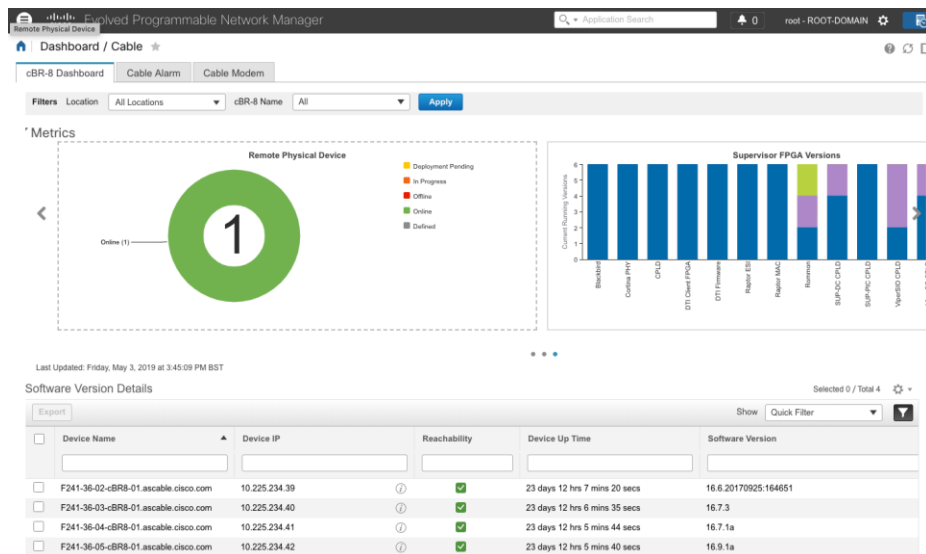 Evolved Programmable Network Manager
Application Search
0
root - ROOT-DOMAIN
Remote Physical Device
Dashboard / Cable
cBR-8 Dashboard
Cable Alarm
Cable Modem
Filters Location All Locations cBR-8 Name All Apply
Metrics
Remote Physical Device
Deployment Pending
In Progress
Offline
Online
Defined
Online (1)
1
Supervisor FPGA Versions
Current Running Versions
6
5
4
3
2
1
0
Blackbird
Cortina PHY
CPLD
DTI Client FPGA
DTI Firmware
Raptor ESI
Raptor MAC
Rommon
SUP-DC CPLD
SUP-PIC CPLD
ViperSIO CPLD
Last Updated: Friday, May 3, 2019 at 3:45:09 PM BST
Software Version Details
Selected 0 / Total 4
Export
Show Quick Filter
Device Name Device IP Reachability Device Up Time Software Version
F241-36-02-cBR8-01.ascable.cisco.com 10.225.234.39 23 days 12 hrs 7 mins 20 secs 16.6.20170925:164651
F241-36-03-cBR8-01.ascable.cisco.com 10.225.234.40 23 days 12 hrs 6 mins 35 secs 16.7.3
F241-36-04-cBR8-01.ascable.cisco.com 10.225.234.41 23 days 12 hrs 5 mins 44 secs 16.7.1a
F241-36-05-cBR8-01.ascable.cisco.com 10.225.234.42 23 days 12 hrs 5 mins 40 secs 16.9.1a